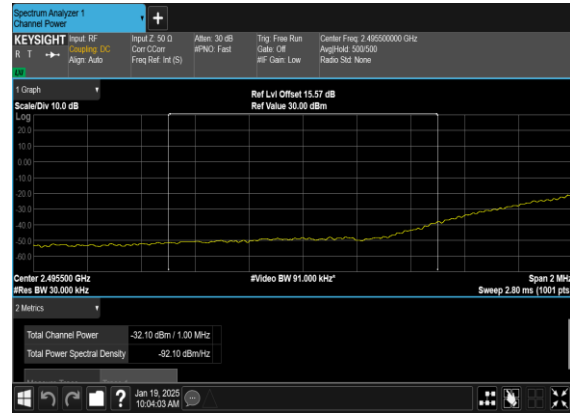 Spectrum Analyzer 1
Channel Power
+
KEYSIGHT Input: RF Input Z: 50 Ω Atten: 30 dB Trig: Free Run Center Freq: 2.495500000 GHz
R T Coupling: DC Corr CCorr #PNO: Fast Gate: Off Avg|Hold: 500/500
Align: Auto Freq Ref: Int (S) #IF Gain: Low Radio Std: None
1 Graph
Ref Lvl Offset 15.57 dB
Scale/Div 10.0 dB Ref Value 30.00 dBm
Log
20.0
10.0
0.00
-10.0
-20.0
-30.0
-40.0
-50.0
-60.0
Center 2.495500 GHz #Video BW 91.000 kHz* Span 2 MHz
#Res BW 30.000 kHz Sweep 2.80 ms (1001 pts
2 Metrics
Total Channel Power -32.10 dBm / 1.00 MHz
Total Power Spectral Density -92.10 dBm/Hz
? Jan 19, 2025
10:04:03 AM